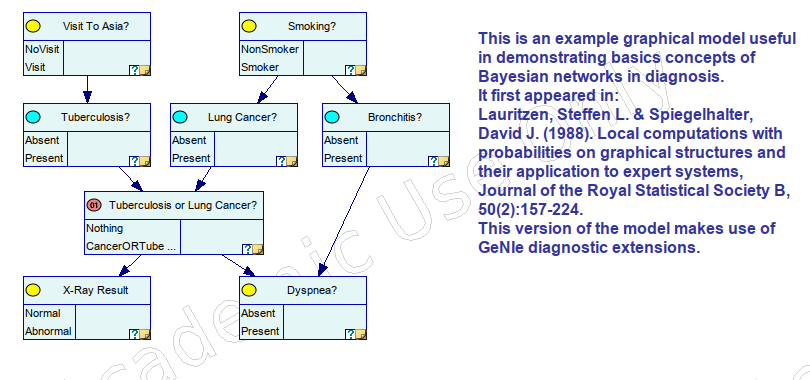 Visit To Asia?
NoVisit
Visit
?
Smoking?
NonSmoker
Smoker
?
This is an example graphical model useful
in demonstrating basics concepts of
Bayesian networks in diagnosis.
It first appeared in:
Lauritzen, Steffen L. & Spiegelhalter,
David J. (1988). Local computations with
probabilities on graphical structures and
their application to expert systems,
Journal of the Royal Statistical Society B,
50(2):157-224.
This version of the model makes use of
GeNIe diagnostic extensions.
Tuberculosis?
Absent
Present
?
Lung Cancer?
Absent
Present
?
Bronchitis?
Absent
Present
?
01 Tuberculosis or Lung Cancer?
Nothing
CancerORTube ...
?
X-Ray Result
Normal
Abnormal
?
Dyspnea?
Absent
Present
?
cademic Use Only